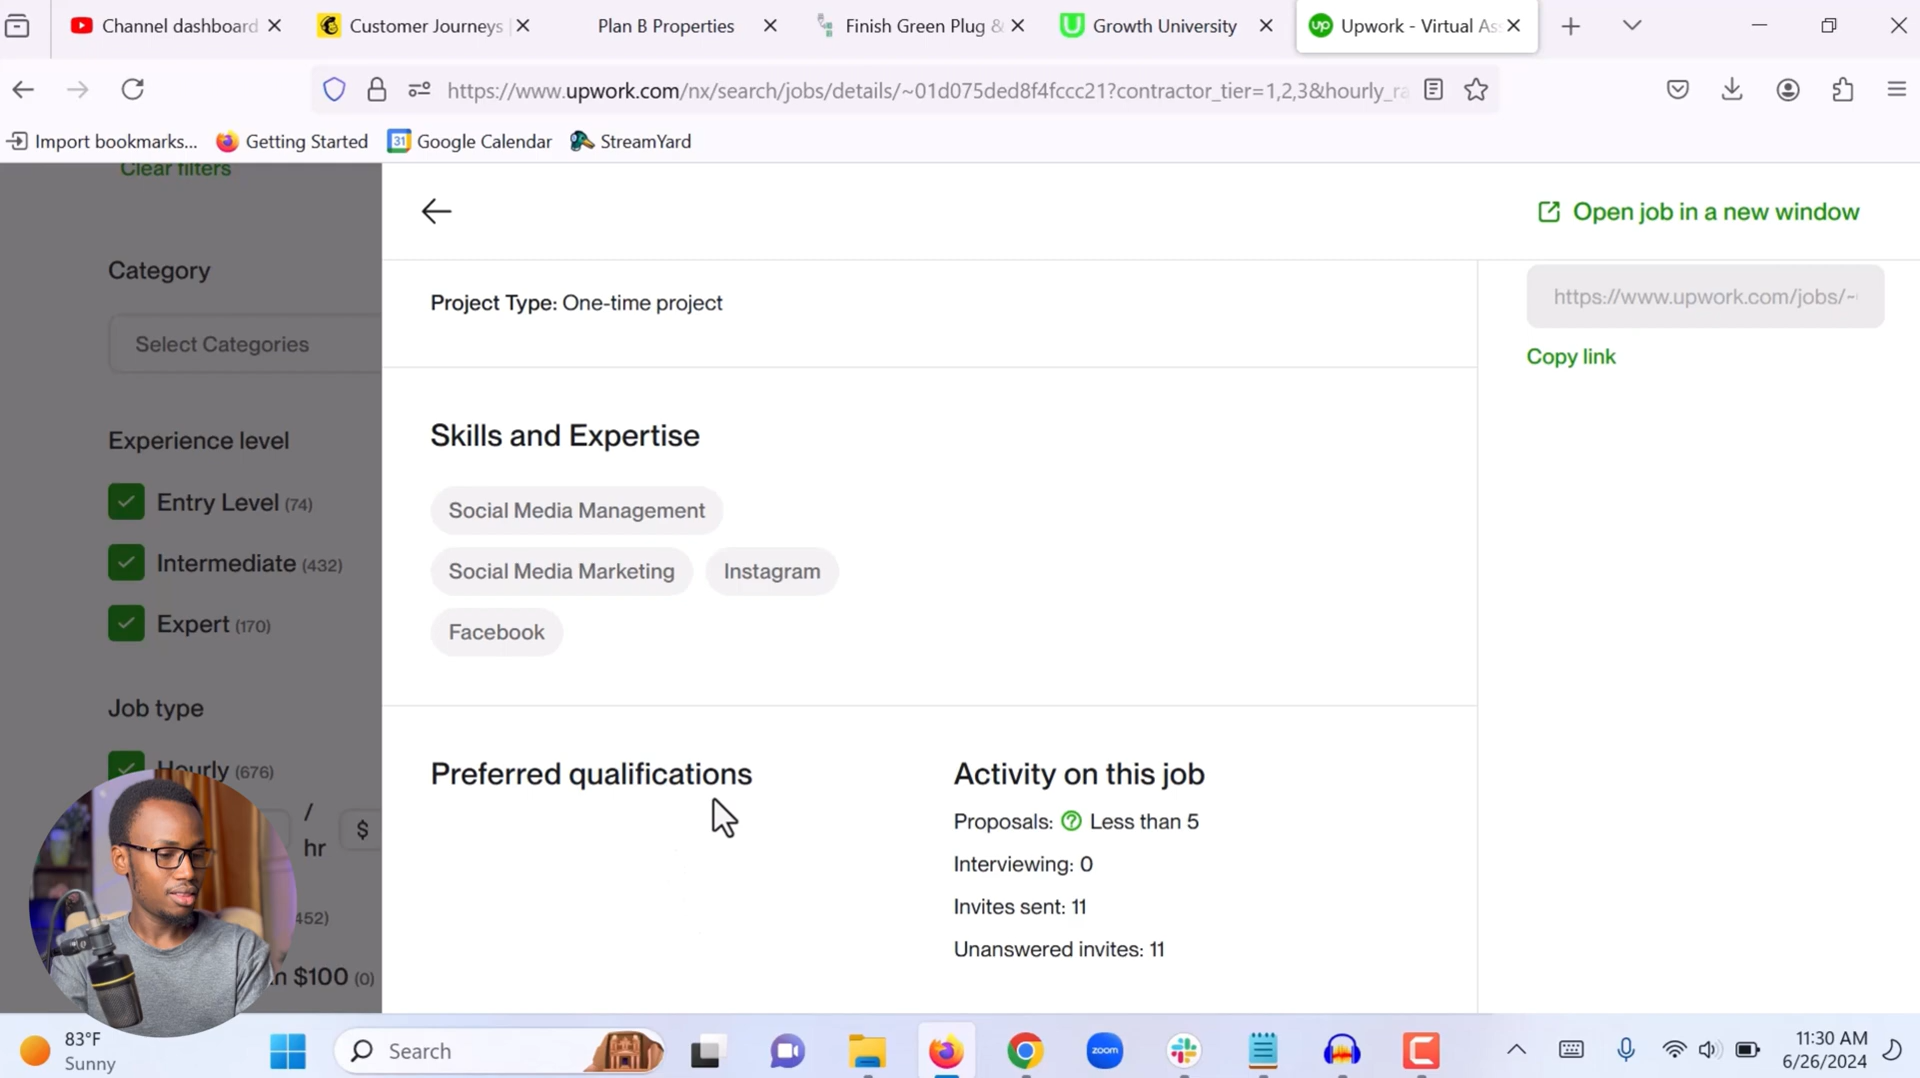 Channel dashboard
Customer Journeys
Plan B Properties
Finish Green Plug &
Growth University
Upwork - Virtual As
https://www.upwork.com/nx/search/jobs/details/~01d075ded8f4fccc21?contractor_tier=1,2,3&hourly_ra
Import bookmarks...
Getting Started
Google Calendar
StreamYard
Clear filters
Open job in a new window
Category
Select Categories
Experience level
Entry Level (74)
Intermediate (432)
Expert (170)
Job type
Hourly (676)
/
hr
$
452)
n $100 (0)
Project Type: One-time project
Skills and Expertise
Social Media Management
Social Media Marketing
Instagram
Facebook
Preferred qualifications
Activity on this job
Proposals: Less than 5
Interviewing: 0
Invites sent: 11
Unanswered invites: 11
https://www.upwork.com/jobs/~
Copy link
83°F
Sunny
Search
zoom
11:30 AM
6/26/2024